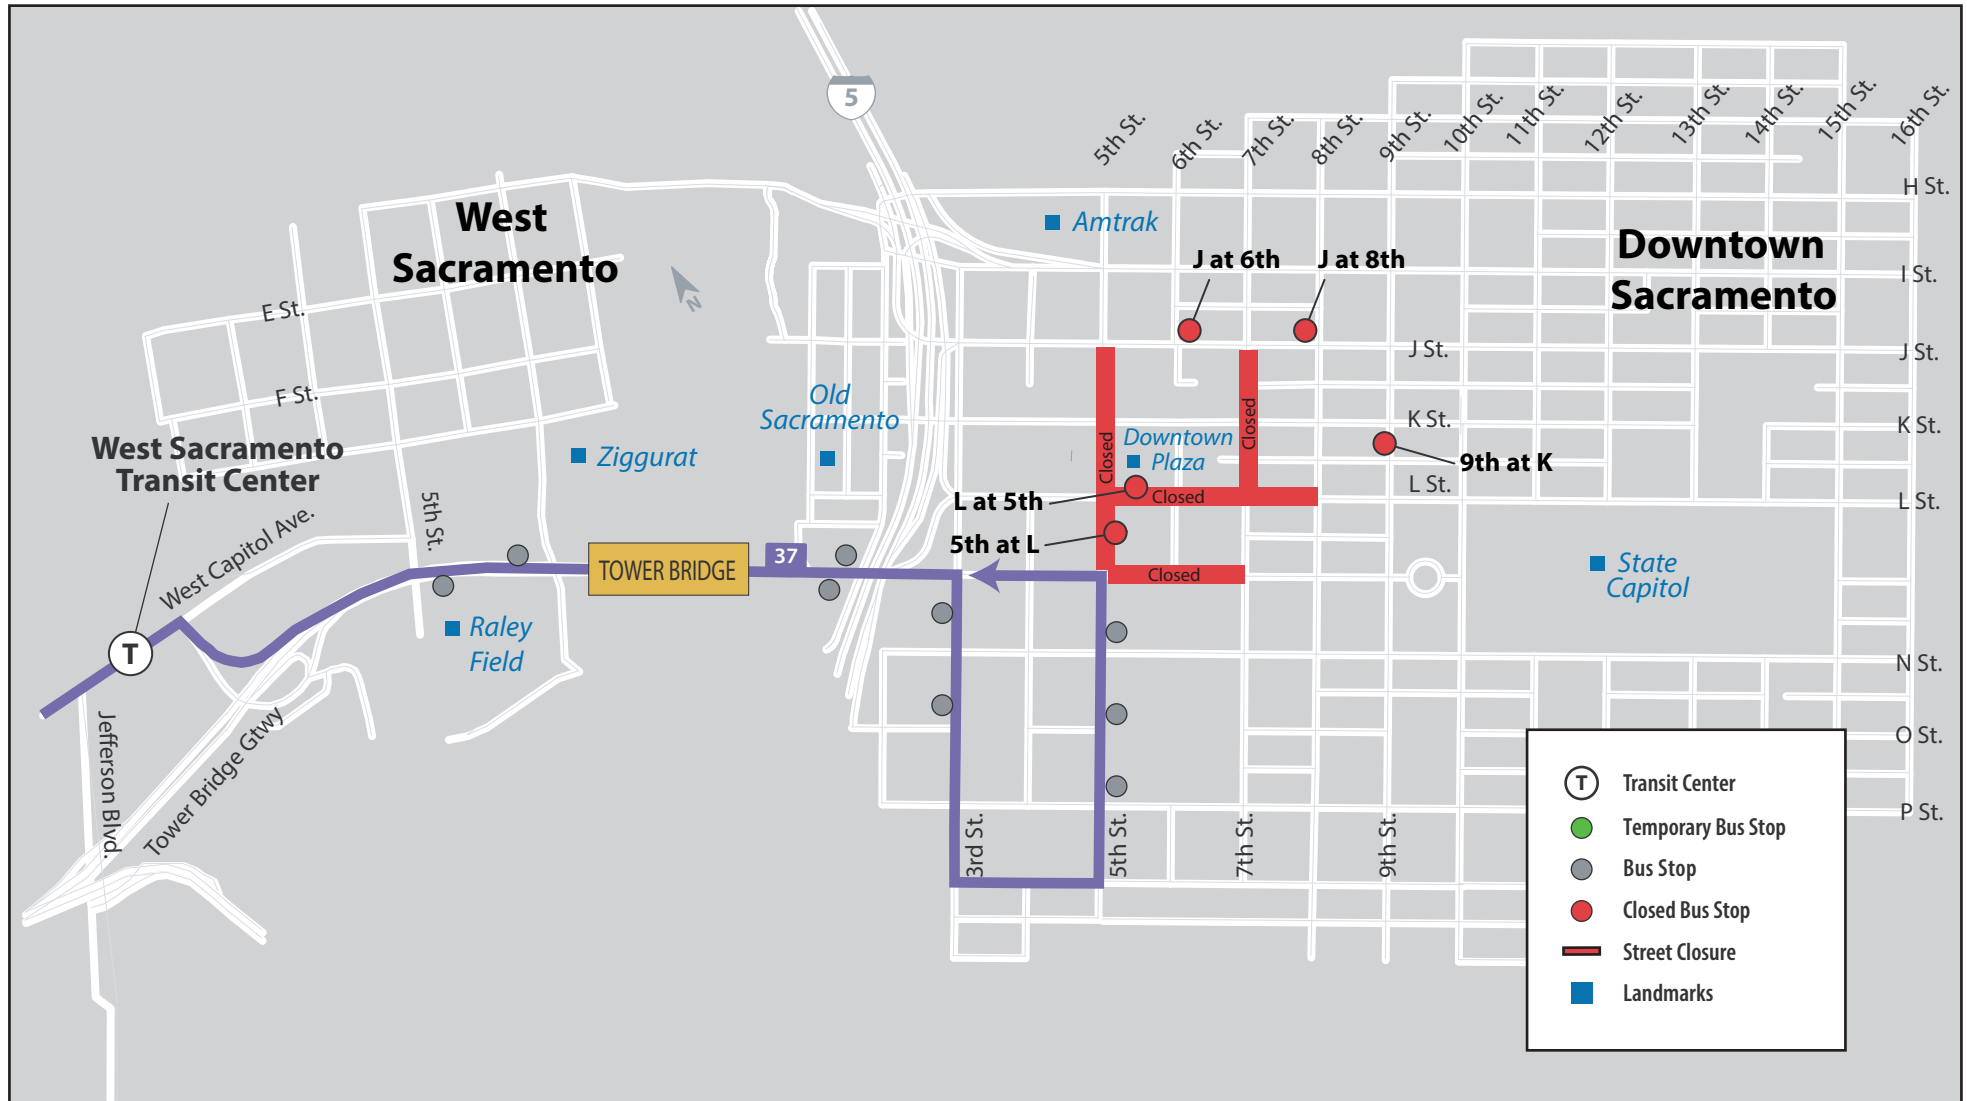 5
5th St.
6th St.
7th St.
8th St.
9th St.
10th St.
11th St.
12th St.
13th St.
14th St.
15th St.
16th St.
H St.
West
Sacramento
Amtrak
Downtown
Sacramento
J at 6th
J at 8th
I St.
N
E St.
J St.
J St.
F St.
Old
Sacramento
Closed
Closed
K St.
K St.
West Sacramento
Transit Center
Ziggurat
Downtown
Plaza
9th at K
L St.
L St.
L at 5th
Closed
5th St.
West Capitol Ave.
5th at L
37
TOWER BRIDGE
Closed
State
Capitol
T
Raley
Field
N St.
Jefferson Blvd.
Tower Bridge Gtwy
O St.
P St.
3rd St.
5th St.
7th St.
9th St.
T
Transit Center
Temporary Bus Stop
Bus Stop
Closed Bus Stop
Street Closure
Landmarks